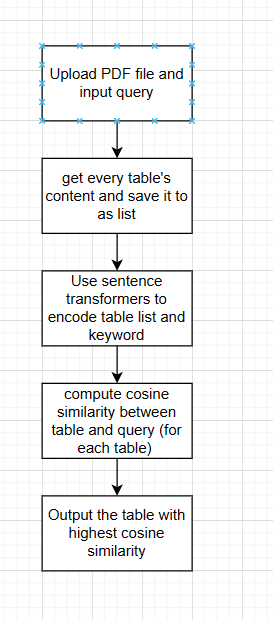 Upload PDF file and
input query
get every table's
content and save it to
as list
Use sentence
transformers to
encode table list and
keyword
compute cosine
similarity between
table and query (for
each table)
Output the table with
highest cosine
similarity